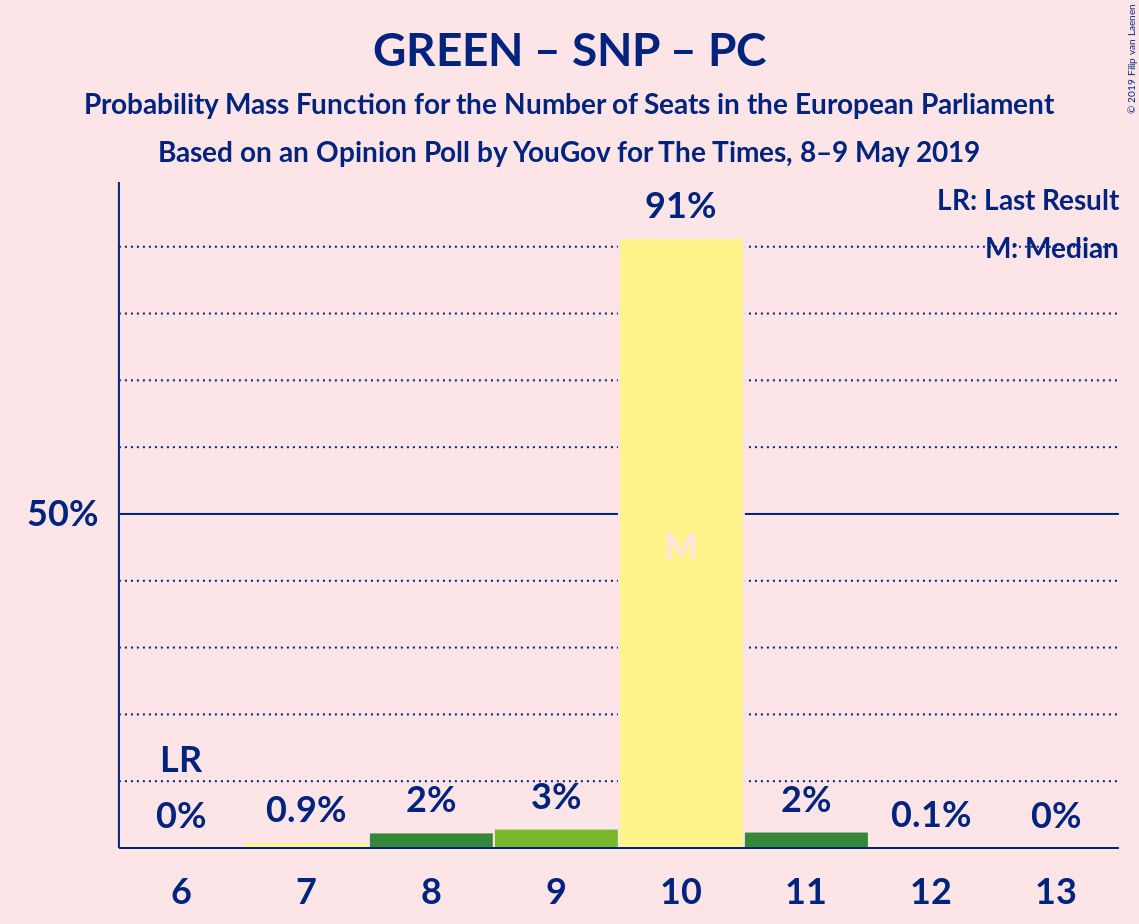 GREEN – SNP – PC
Probability Mass Function for the Number of Seats in the European Parliament
Based on an Opinion Poll by YouGov for The Times, 8–9 May 2019
© 2019 Filip van Laenen
LR: Last Result
M: Median
91%
50%
M
LR
0%
0.9%
2%
3%
2%
0.1%
0%
6 7 8 9 10 11 12 13